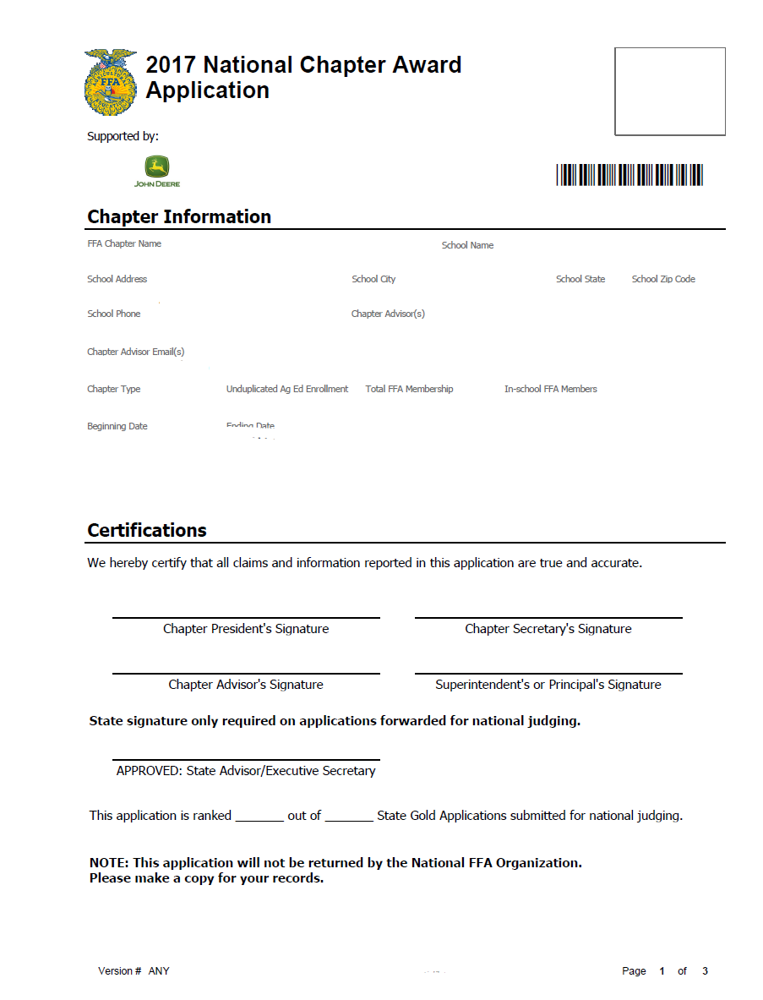 2017 National Chapter Award
Application
Supported by:
JOHN DEERE
Chapter Information
FFA Chapter Name School Name
School Address School City School State School Zip Code
School Phone Chapter Advisor(s)
Chapter Advisor Email(s)
Chapter Type Unduplicated Ag Ed Enrollment Total FFA Membership In-school FFA Members
Beginning Date Ending Date
Certifications
We hereby certify that all claims and information reported in this application are true and accurate.
Chapter President's Signature Chapter Secretary's Signature
Chapter Advisor's Signature Superintendent's or Principal's Signature
State signature only required on applications forwarded for national judging.
APPROVED: State Advisor/Executive Secretary
This application is ranked _______ out of _______ State Gold Applications submitted for national judging.
NOTE: This application will not be returned by the National FFA Organization.
Please make a copy for your records.
Version # ANY Page 1 of 3